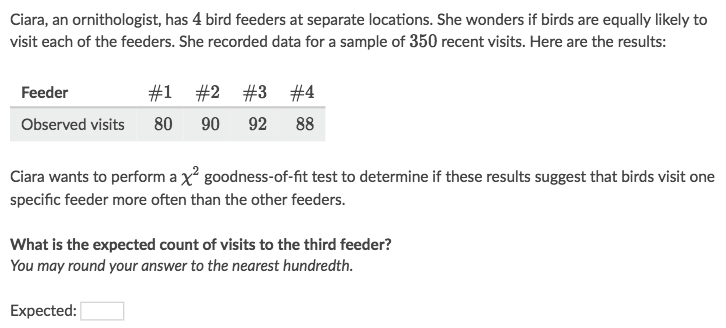 Ciara, an ornithologist, has 4 bird feeders at separate locations. She wonders if birds are equally likely to
visit each of the feeders. She recorded data for a sample of 350 recent visits. Here are the results:
Feeder #1 #2 #3 #4
Observed visits 80 90 92 88
Ciara wants to perform a χ² goodness-of-fit test to determine if these results suggest that birds visit one
specific feeder more often than the other feeders.
What is the expected count of visits to the third feeder?
You may round your answer to the nearest hundredth.
Expected: